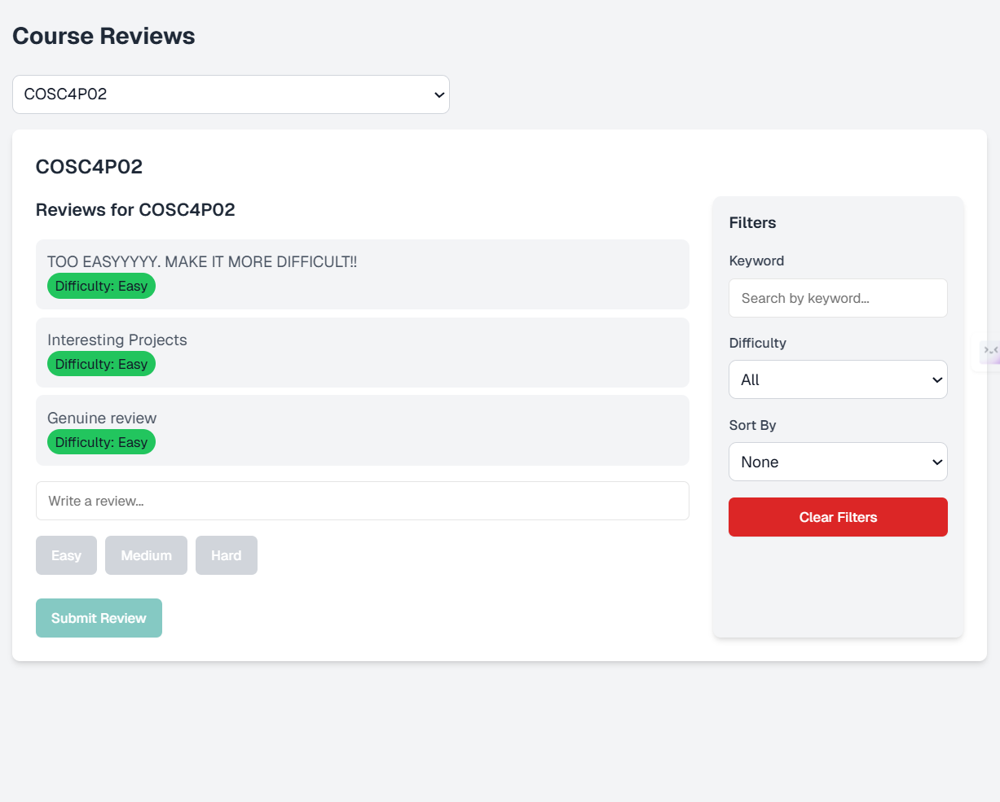 Course Reviews
COSC4P02
COSC4P02
Reviews for COSC4P02
TOO EASYYYYY. MAKE IT MORE DIFFICULT!!
Difficulty: Easy
Interesting Projects
Difficulty: Easy
Genuine review
Difficulty: Easy
Write a review...
Easy
Medium
Hard
Submit Review
Filters
Keyword
Search by keyword...
Difficulty
All
Sort By
None
Clear Filters